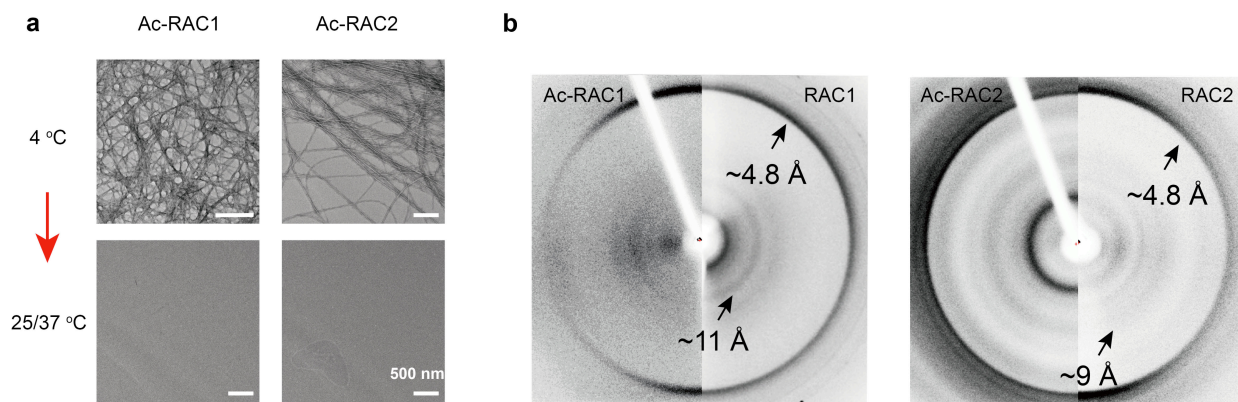 a
Ac-RAC1
Ac-RAC2
4 °C
25/37 °C
500 nm
b
Ac-RAC1
RAC1
~4.8 Å
~11 Å
Ac-RAC2
RAC2
~4.8 Å
~9 Å